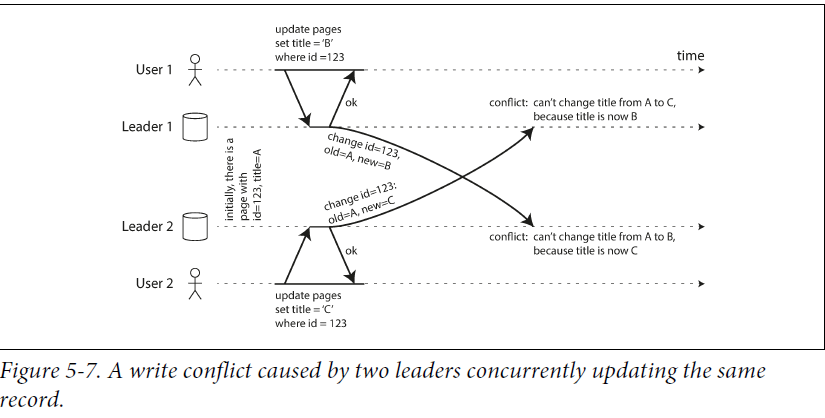 update pages
set title = ‘B’
where id =123
time
User 1
ok
conflict: can’t change title from A to C,
because title is now B
Leader 1
change id=123,
old=A, new=B
initially, there is a
page with
id=123, title=A
change id=123:
old=A, new=C
Leader 2
conflict: can’t change title from A to B,
because title is now C
ok
User 2
update pages
set title = ‘C’
where id = 123
Figure 5-7. A write conflict caused by two leaders concurrently updating the same
record.